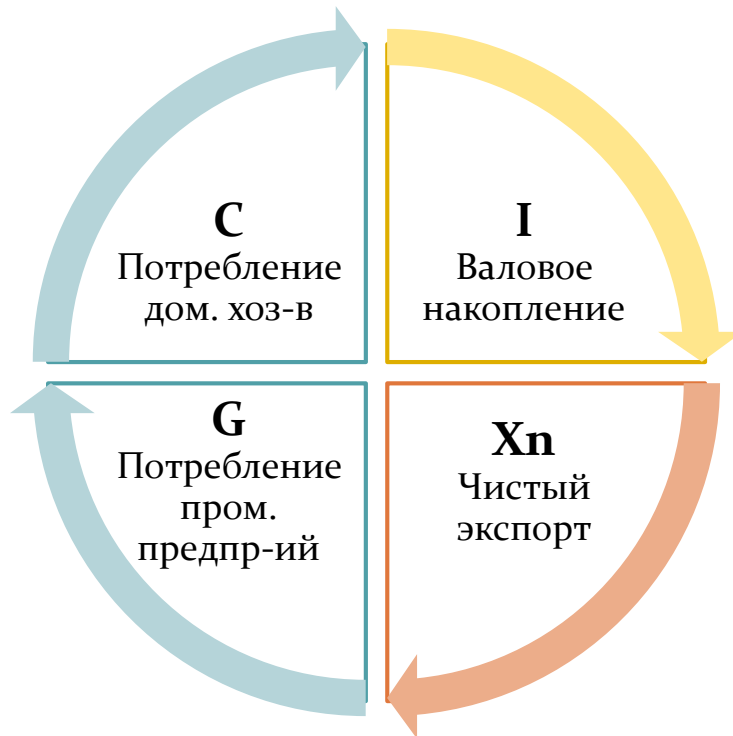 C
Потребление
дом. хоз-в
I
Валовое
накопление
G
Потребление
пром.
предпр-ий
Xn
Чистый
экспорт